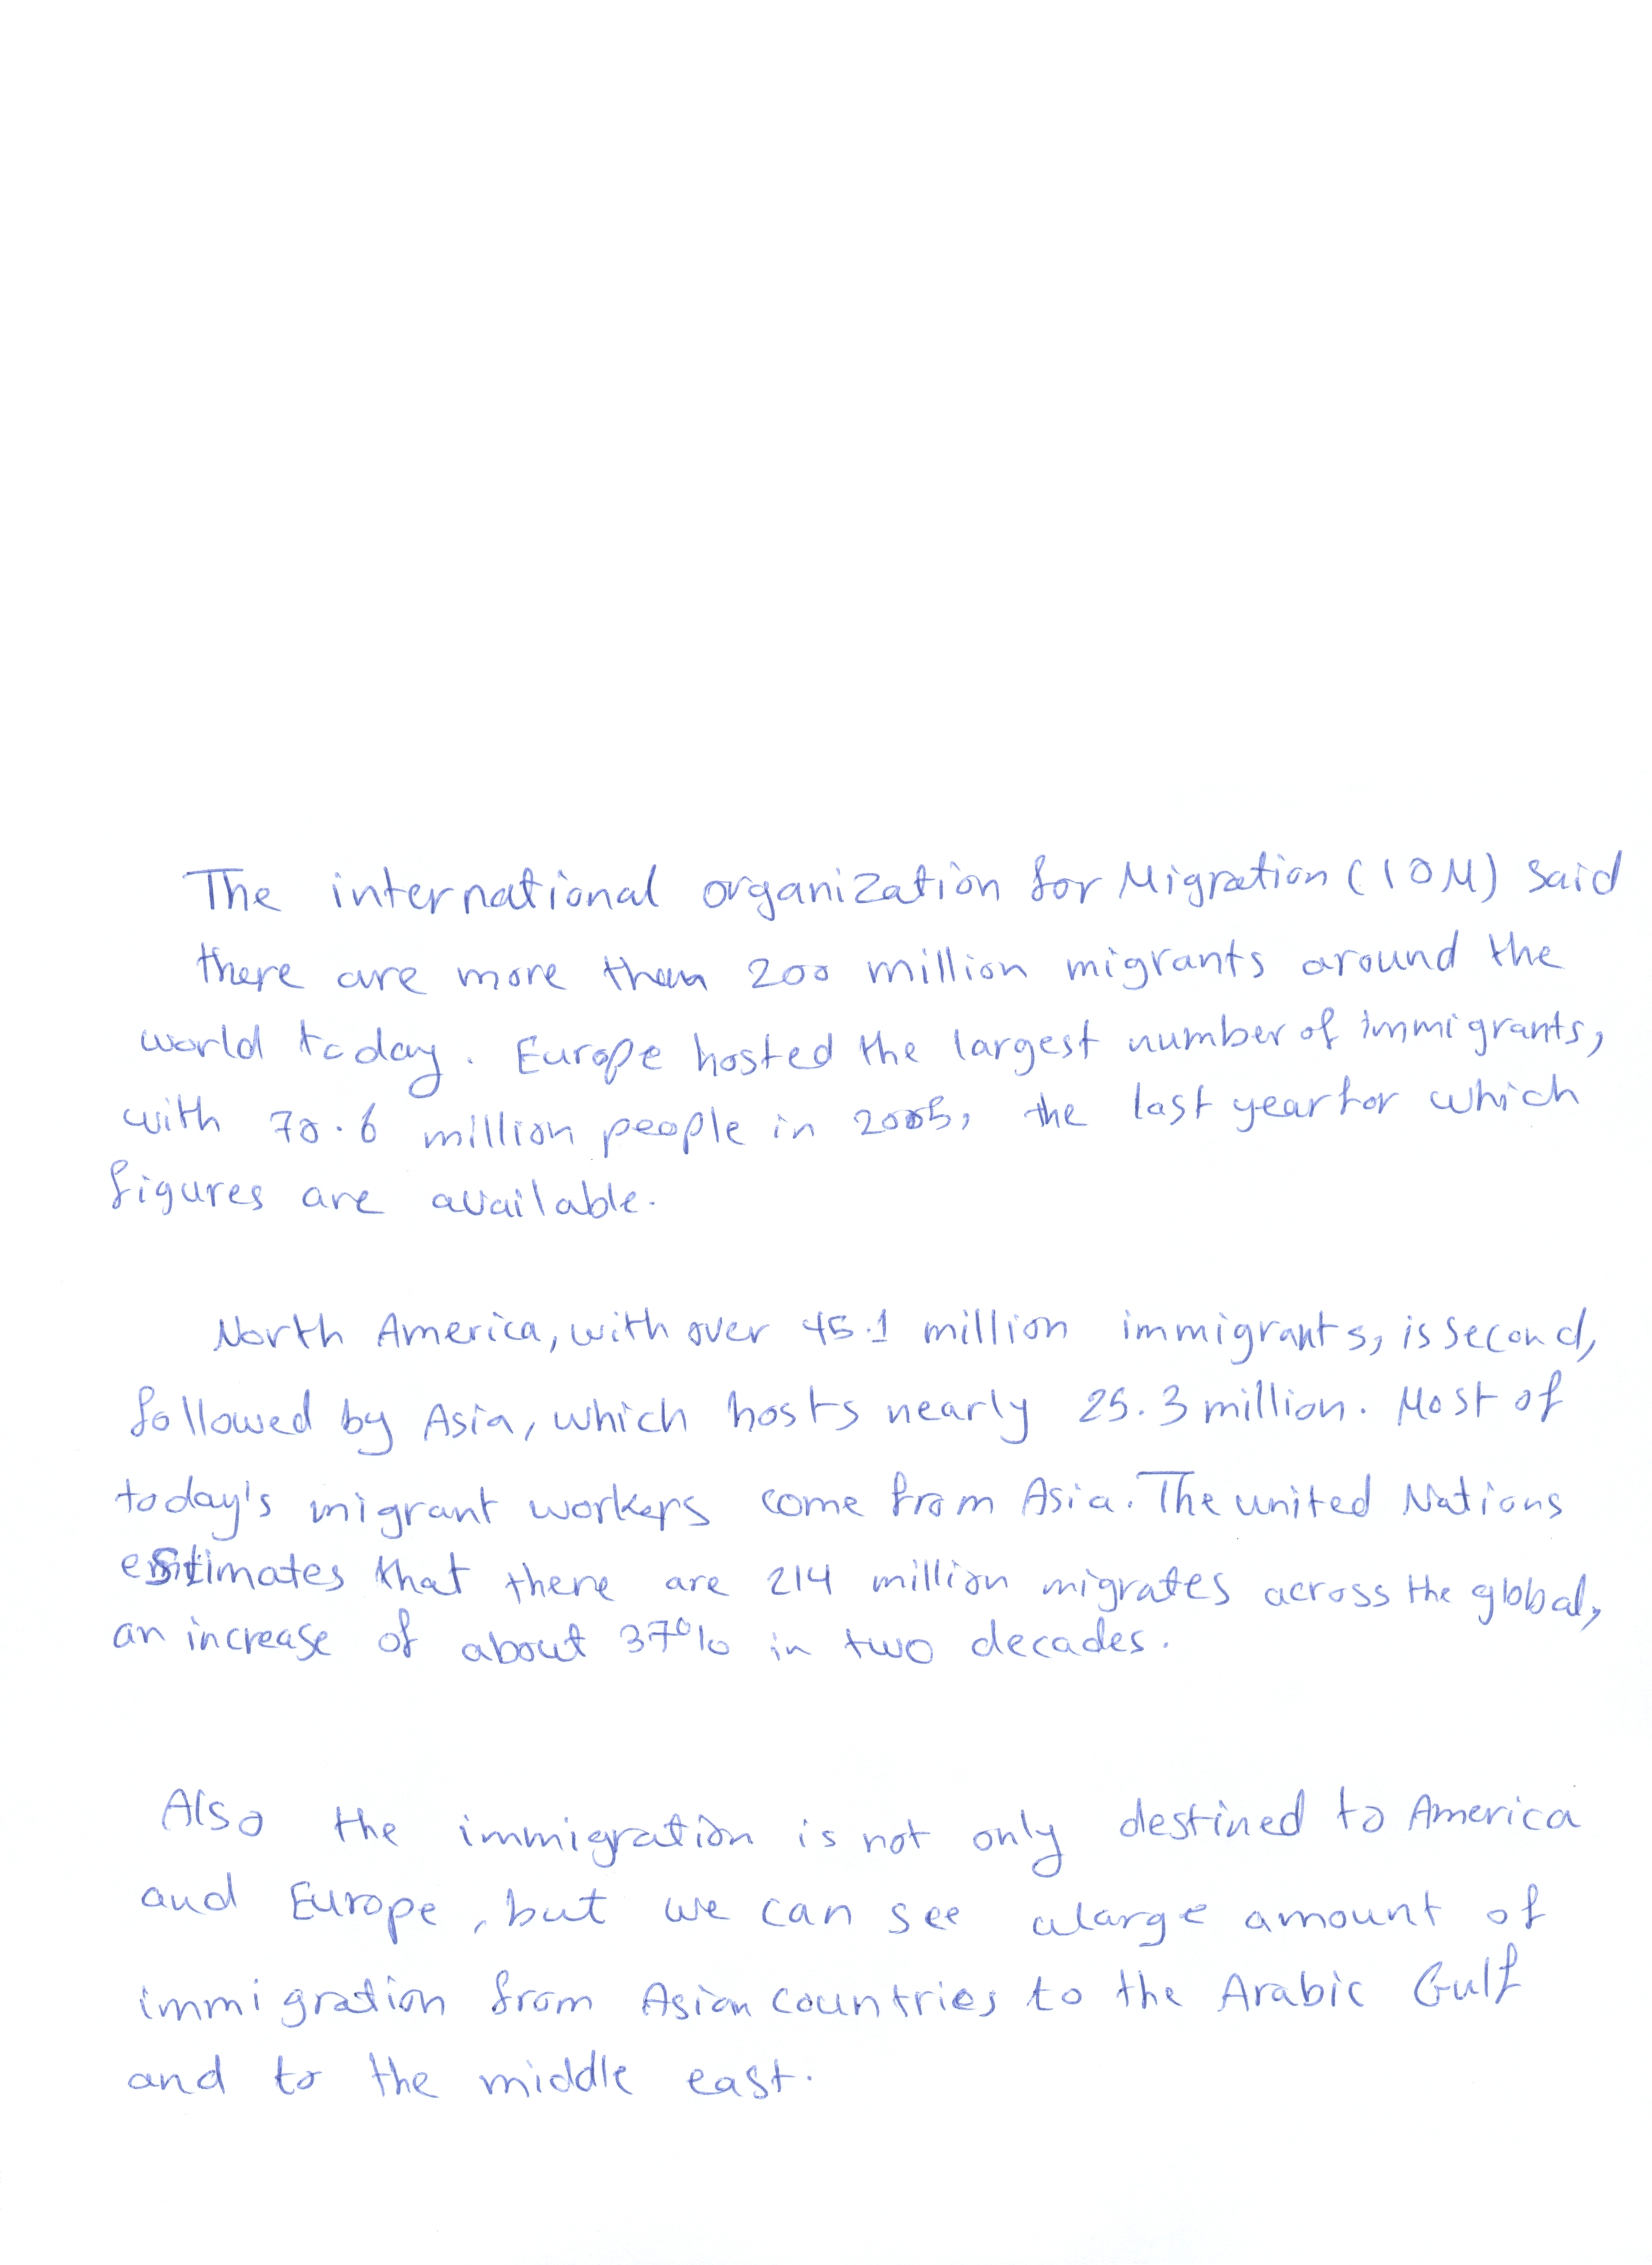 The international organization for Migration (IOM) said
there are more than 200 million migrants around the
world today. Europe hosted the largest number of immigrants,
with 70.6 million people in 2005, the last year for which
figures are available.
North America, with over 45.1 million immigrants, is second,
followed by Asia, which hosts nearly 25.3 million. Most of
today's migrant workers come from Asia. The united Nations
estimates that there are 214 million migrates across the global,
an increase of about 37% in two decades.
Also the immigration is not only destined to America
and Europe, but we can see alarge amount of
immigration from Asian countries to the Arabic Gulf
and to the middle east.